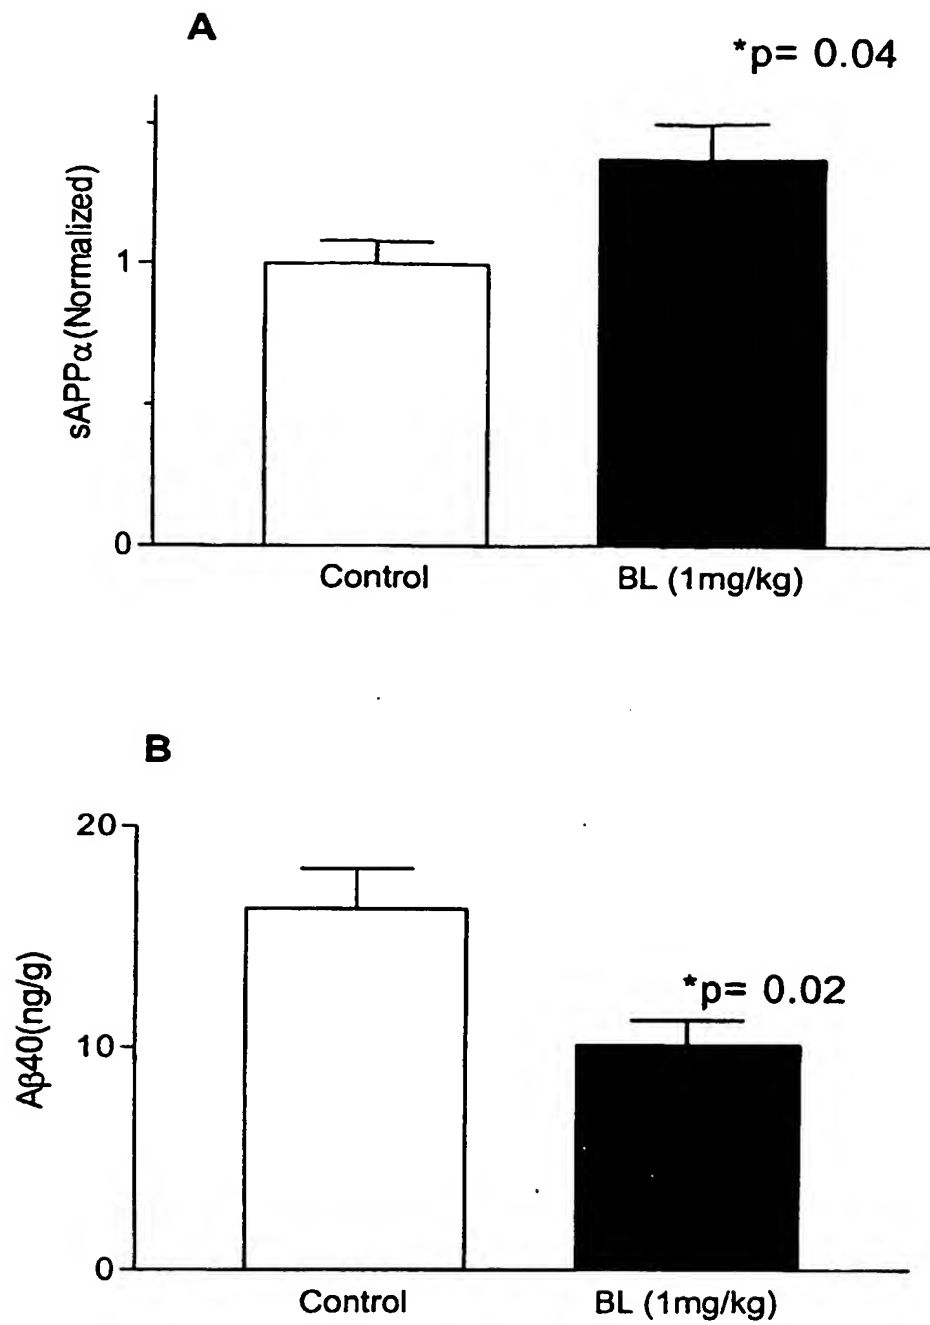 A
*p= 0.04
sAPPα(Normalized)
1
0
Control
BL (1mg/kg)
B
20
*p= 0.02
Aβ40(ng/g)
10
0
Control
BL (1mg/kg)